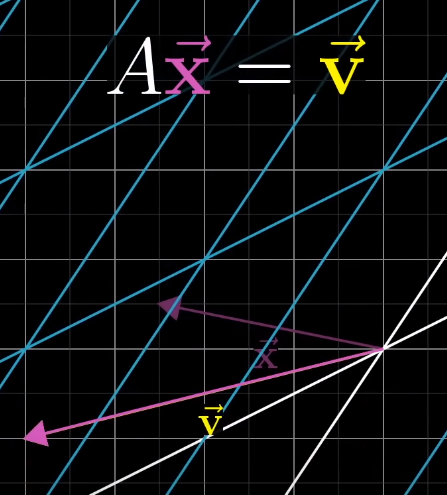 A𝐱⃗ = 𝐯⃗
𝐱⃗
𝐯⃗